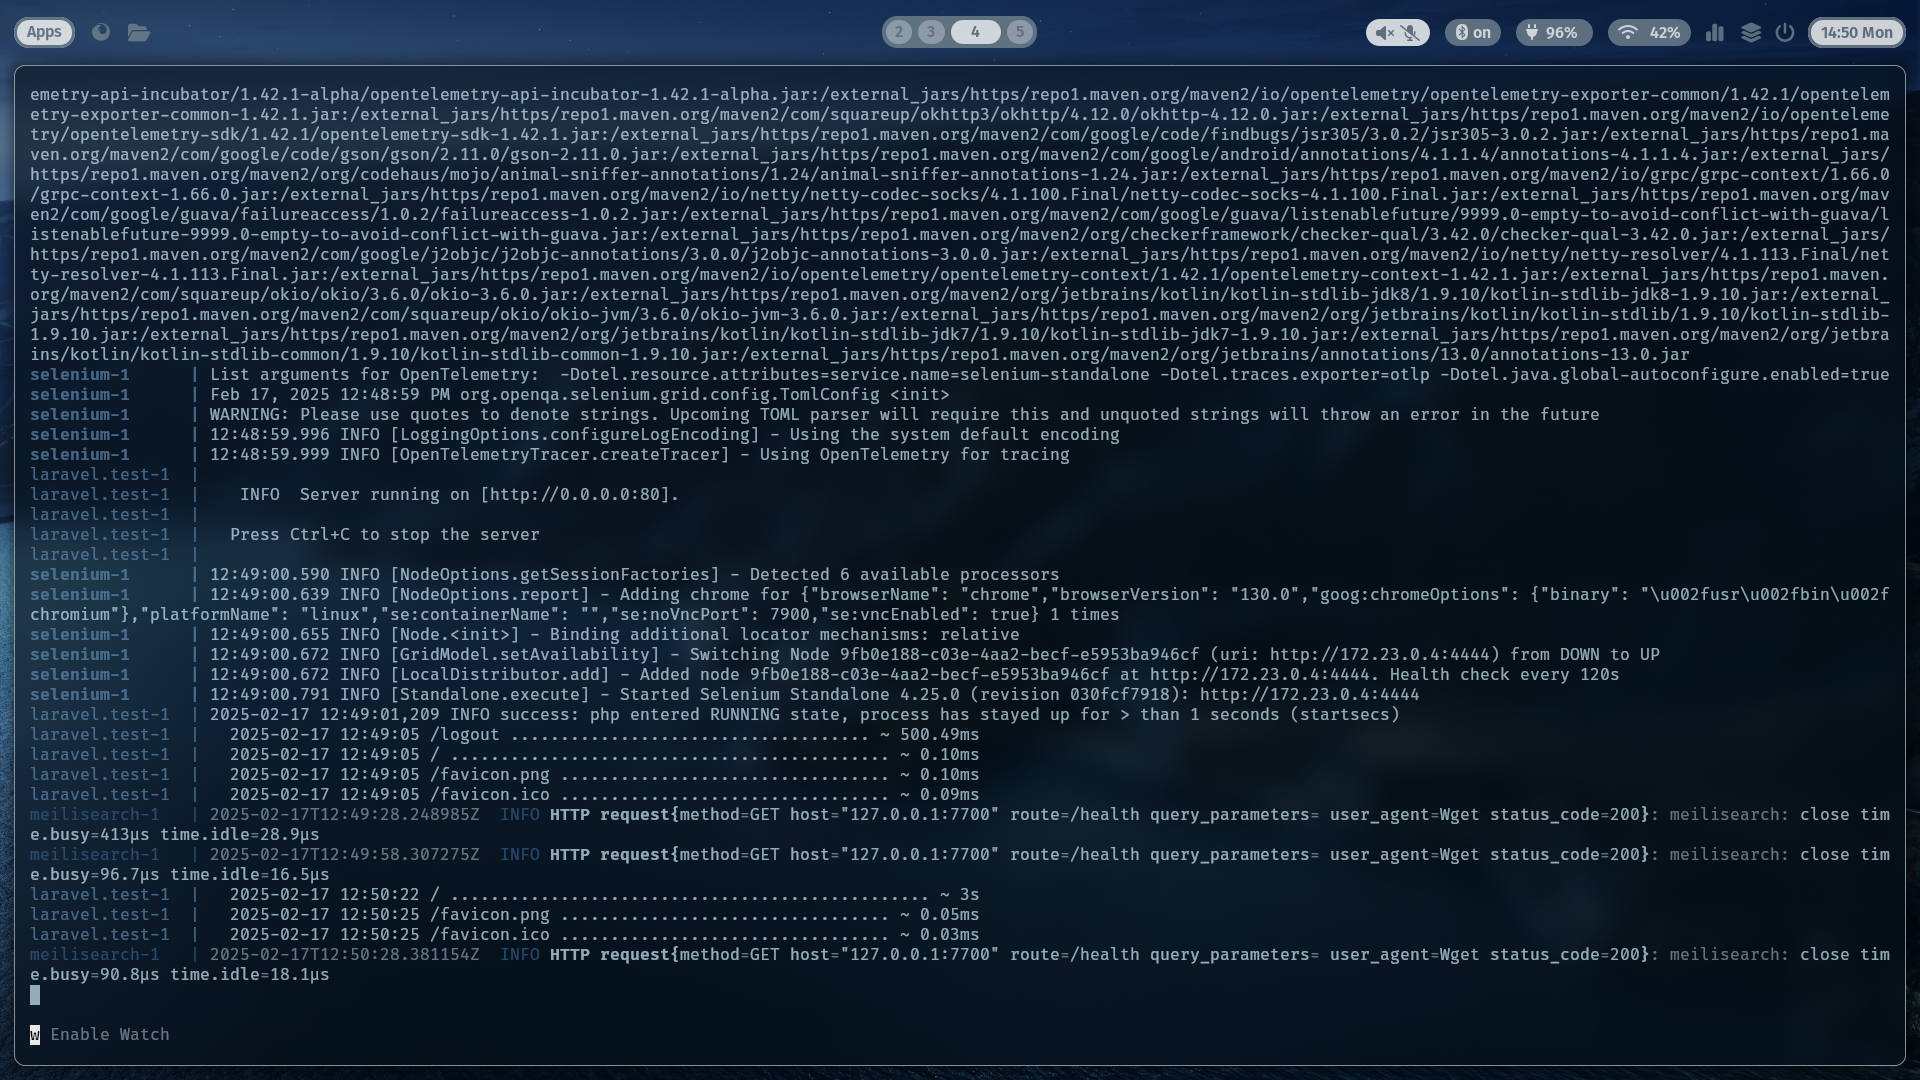 Apps
2 3 4 5
on 96% 42% 14:50 Mon
emetry-api-incubator/1.42.1-alpha/opentelemetry-api-incubator-1.42.1-alpha.jar:/external_jars/https/repo1.maven.org/maven2/io/opentelemetry/opentelemetry-exporter-common/1.42.1/opentelem
etry-exporter-common-1.42.1.jar:/external_jars/https/repo1.maven.org/maven2/com/squareup/okhttp3/okhttp/4.12.0/okhttp-4.12.0.jar:/external_jars/https/repo1.maven.org/maven2/io/openteleme
try/opentelemetry-sdk/1.42.1/opentelemetry-sdk-1.42.1.jar:/external_jars/https/repo1.maven.org/maven2/com/google/code/findbugs/jsr305/3.0.2/jsr305-3.0.2.jar:/external_jars/https/repo1.ma
ven.org/maven2/com/google/code/gson/gson/2.11.0/gson-2.11.0.jar:/external_jars/https/repo1.maven.org/maven2/com/google/android/annotations/4.1.1.4/annotations-4.1.1.4.jar:/external_jars/
https/repo1.maven.org/maven2/org/codehaus/mojo/animal-sniffer-annotations/1.24/animal-sniffer-annotations-1.24.jar:/external_jars/https/repo1.maven.org/maven2/io/grpc/grpc-context/1.66.0
/grpc-context-1.66.0.jar:/external_jars/https/repo1.maven.org/maven2/io/netty/netty-codec-socks/4.1.100.Final/netty-codec-socks-4.1.100.Final.jar:/external_jars/https/repo1.maven.org/mav
en2/com/google/guava/failureaccess/1.0.2/failureaccess-1.0.2.jar:/external_jars/https/repo1.maven.org/maven2/com/google/guava/listenablefuture/9999.0-empty-to-avoid-conflict-with-guava/l
istenablefuture-9999.0-empty-to-avoid-conflict-with-guava.jar:/external_jars/https/repo1.maven.org/maven2/org/checkerframework/checker-qual/3.42.0/checker-qual-3.42.0.jar:/external_jars/
https/repo1.maven.org/maven2/com/google/j2objc/j2objc-annotations/3.0.0/j2objc-annotations-3.0.0.jar:/external_jars/https/repo1.maven.org/maven2/io/netty/netty-resolver/4.1.113.Final/net
ty-resolver-4.1.113.Final.jar:/external_jars/https/repo1.maven.org/maven2/io/opentelemetry/opentelemetry-context/1.42.1/opentelemetry-context-1.42.1.jar:/external_jars/https/repo1.maven.
org/maven2/com/squareup/okio/okio/3.6.0/okio-3.6.0.jar:/external_jars/https/repo1.maven.org/maven2/org/jetbrains/kotlin/kotlin-stdlib-jdk8/1.9.10/kotlin-stdlib-jdk8-1.9.10.jar:/external_
jars/https/repo1.maven.org/maven2/com/squareup/okio/okio-jvm/3.6.0/okio-jvm-3.6.0.jar:/external_jars/https/repo1.maven.org/maven2/org/jetbrains/kotlin/kotlin-stdlib/1.9.10/kotlin-stdlib-
1.9.10.jar:/external_jars/https/repo1.maven.org/maven2/org/jetbrains/kotlin/kotlin-stdlib-jdk7/1.9.10/kotlin-stdlib-jdk7-1.9.10.jar:/external_jars/https/repo1.maven.org/maven2/org/jetbra
ins/kotlin/kotlin-stdlib-common/1.9.10/kotlin-stdlib-common-1.9.10.jar:/external_jars/https/repo1.maven.org/maven2/org/jetbrains/annotations/13.0/annotations-13.0.jar
selenium-1      | List arguments for OpenTelemetry:  -Dotel.resource.attributes=service.name=selenium-standalone -Dotel.traces.exporter=otlp -Dotel.java.global-autoconfigure.enabled=true
selenium-1      | Feb 17, 2025 12:48:59 PM org.openqa.selenium.grid.config.TomlConfig <init>
selenium-1      | WARNING: Please use quotes to denote strings. Upcoming TOML parser will require this and unquoted strings will throw an error in the future
selenium-1      | 12:48:59.996 INFO [LoggingOptions.configureLogEncoding] - Using the system default encoding
selenium-1      | 12:48:59.999 INFO [OpenTelemetryTracer.createTracer] - Using OpenTelemetry for tracing
laravel.test-1  |
laravel.test-1  |    INFO  Server running on [http://0.0.0.0:80].
laravel.test-1  |
laravel.test-1  |   Press Ctrl+C to stop the server
laravel.test-1  |
selenium-1      | 12:49:00.590 INFO [NodeOptions.getSessionFactories] - Detected 6 available processors
selenium-1      | 12:49:00.639 INFO [NodeOptions.report] - Adding chrome for {"browserName": "chrome","browserVersion": "130.0","goog:chromeOptions": {"binary": "\u002fusr\u002fbin\u002f
chromium"},"platformName": "linux","se:containerName": "","se:noVncPort": 7900,"se:vncEnabled": true} 1 times
selenium-1      | 12:49:00.655 INFO [Node.<init>] - Binding additional locator mechanisms: relative
selenium-1      | 12:49:00.672 INFO [GridModel.setAvailability] - Switching Node 9fb0e188-c03e-4aa2-becf-e5953ba946cf (uri: http://172.23.0.4:4444) from DOWN to UP
selenium-1      | 12:49:00.672 INFO [LocalDistributor.add] - Added node 9fb0e188-c03e-4aa2-becf-e5953ba946cf at http://172.23.0.4:4444. Health check every 120s
selenium-1      | 12:49:00.791 INFO [Standalone.execute] - Started Selenium Standalone 4.25.0 (revision 030fcf7918): http://172.23.0.4:4444
laravel.test-1  | 2025-02-17 12:49:01,209 INFO success: php entered RUNNING state, process has stayed up for > than 1 seconds (startsecs)
laravel.test-1  |   2025-02-17 12:49:05 /logout .................................... ~ 500.49ms
laravel.test-1  |   2025-02-17 12:49:05 / ............................................ ~ 0.10ms
laravel.test-1  |   2025-02-17 12:49:05 /favicon.png ................................. ~ 0.10ms
laravel.test-1  |   2025-02-17 12:49:05 /favicon.ico ................................. ~ 0.09ms
meilisearch-1   | 2025-02-17T12:49:28.248985Z  INFO HTTP request{method=GET host="127.0.0.1:7700" route=/health query_parameters= user_agent=Wget status_code=200}: meilisearch: close tim
e.busy=413µs time.idle=28.9µs
meilisearch-1   | 2025-02-17T12:49:58.307275Z  INFO HTTP request{method=GET host="127.0.0.1:7700" route=/health query_parameters= user_agent=Wget status_code=200}: meilisearch: close tim
e.busy=96.7µs time.idle=16.5µs
laravel.test-1  |   2025-02-17 12:50:22 / ................................................ ~ 3s
laravel.test-1  |   2025-02-17 12:50:25 /favicon.png ................................. ~ 0.05ms
laravel.test-1  |   2025-02-17 12:50:25 /favicon.ico ................................. ~ 0.03ms
meilisearch-1   | 2025-02-17T12:50:28.381154Z  INFO HTTP request{method=GET host="127.0.0.1:7700" route=/health query_parameters= user_agent=Wget status_code=200}: meilisearch: close tim
e.busy=90.8µs time.idle=18.1µs
w Enable Watch